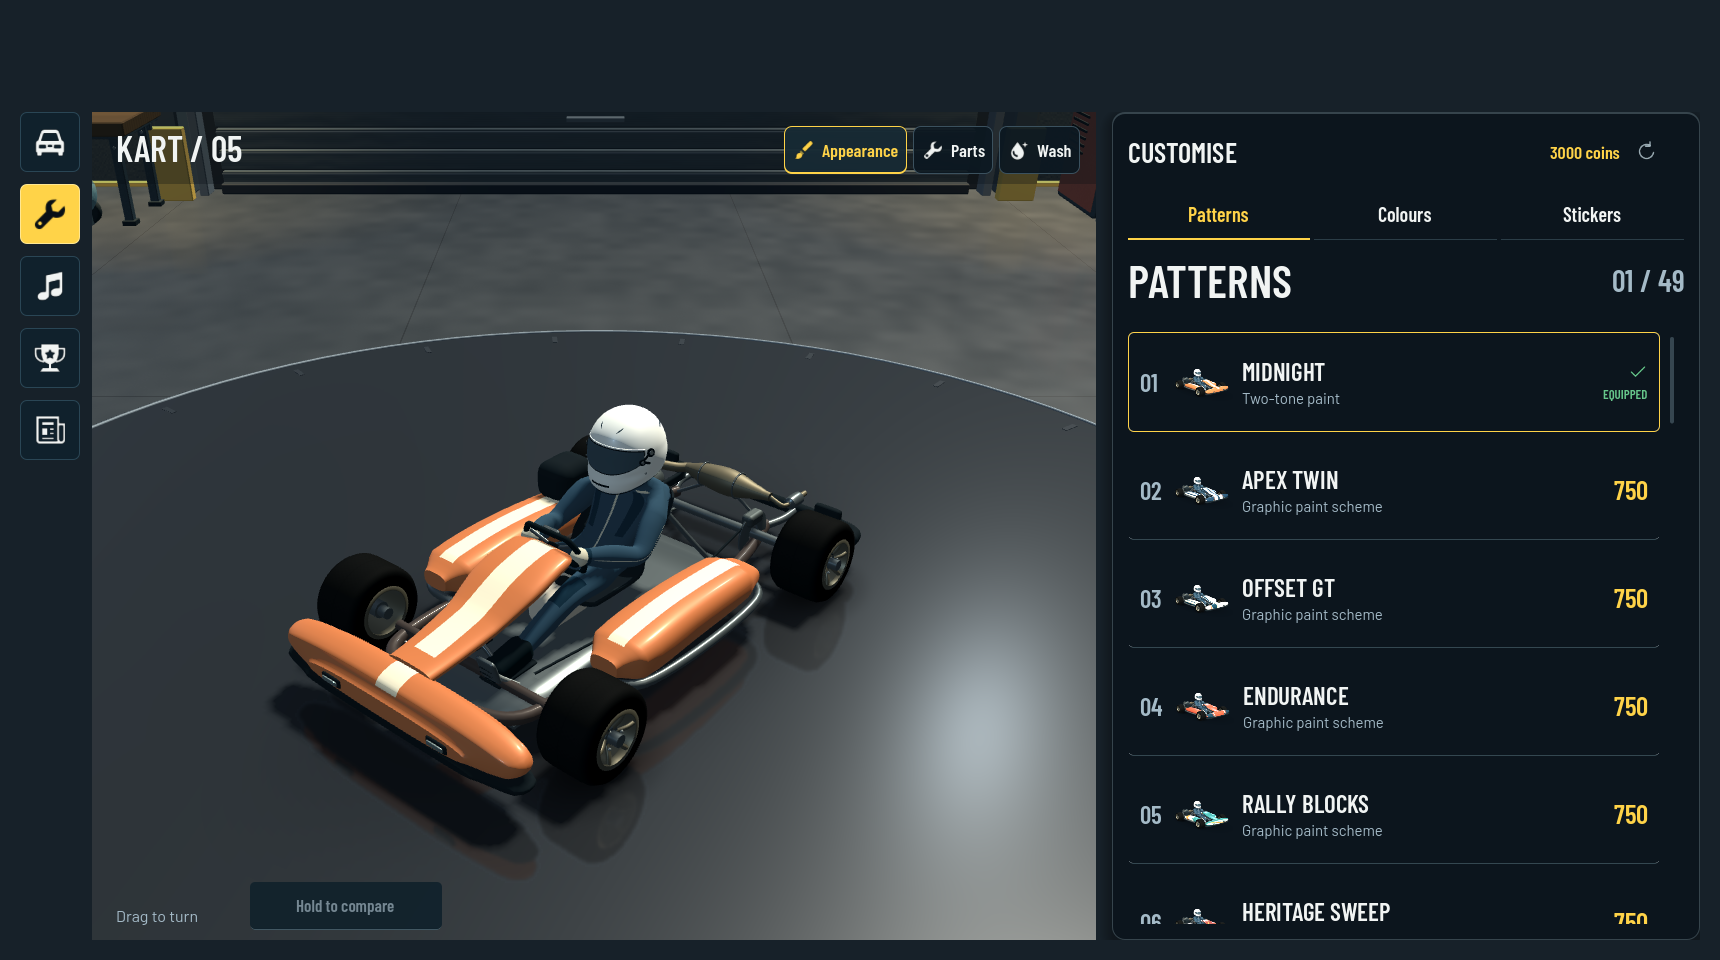 KART / 05
Appearance
Parts
Wash
Drag to turn
Hold to compare
CUSTOMISE
3000 coins
Patterns
Colours
Stickers
PATTERNS
01 / 49
01
MIDNIGHT
Two-tone paint
EQUIPPED
02
APEX TWIN
Graphic paint scheme
750
03
OFFSET GT
Graphic paint scheme
750
04
ENDURANCE
Graphic paint scheme
750
05
RALLY BLOCKS
Graphic paint scheme
750
06
HERITAGE SWEEP
750